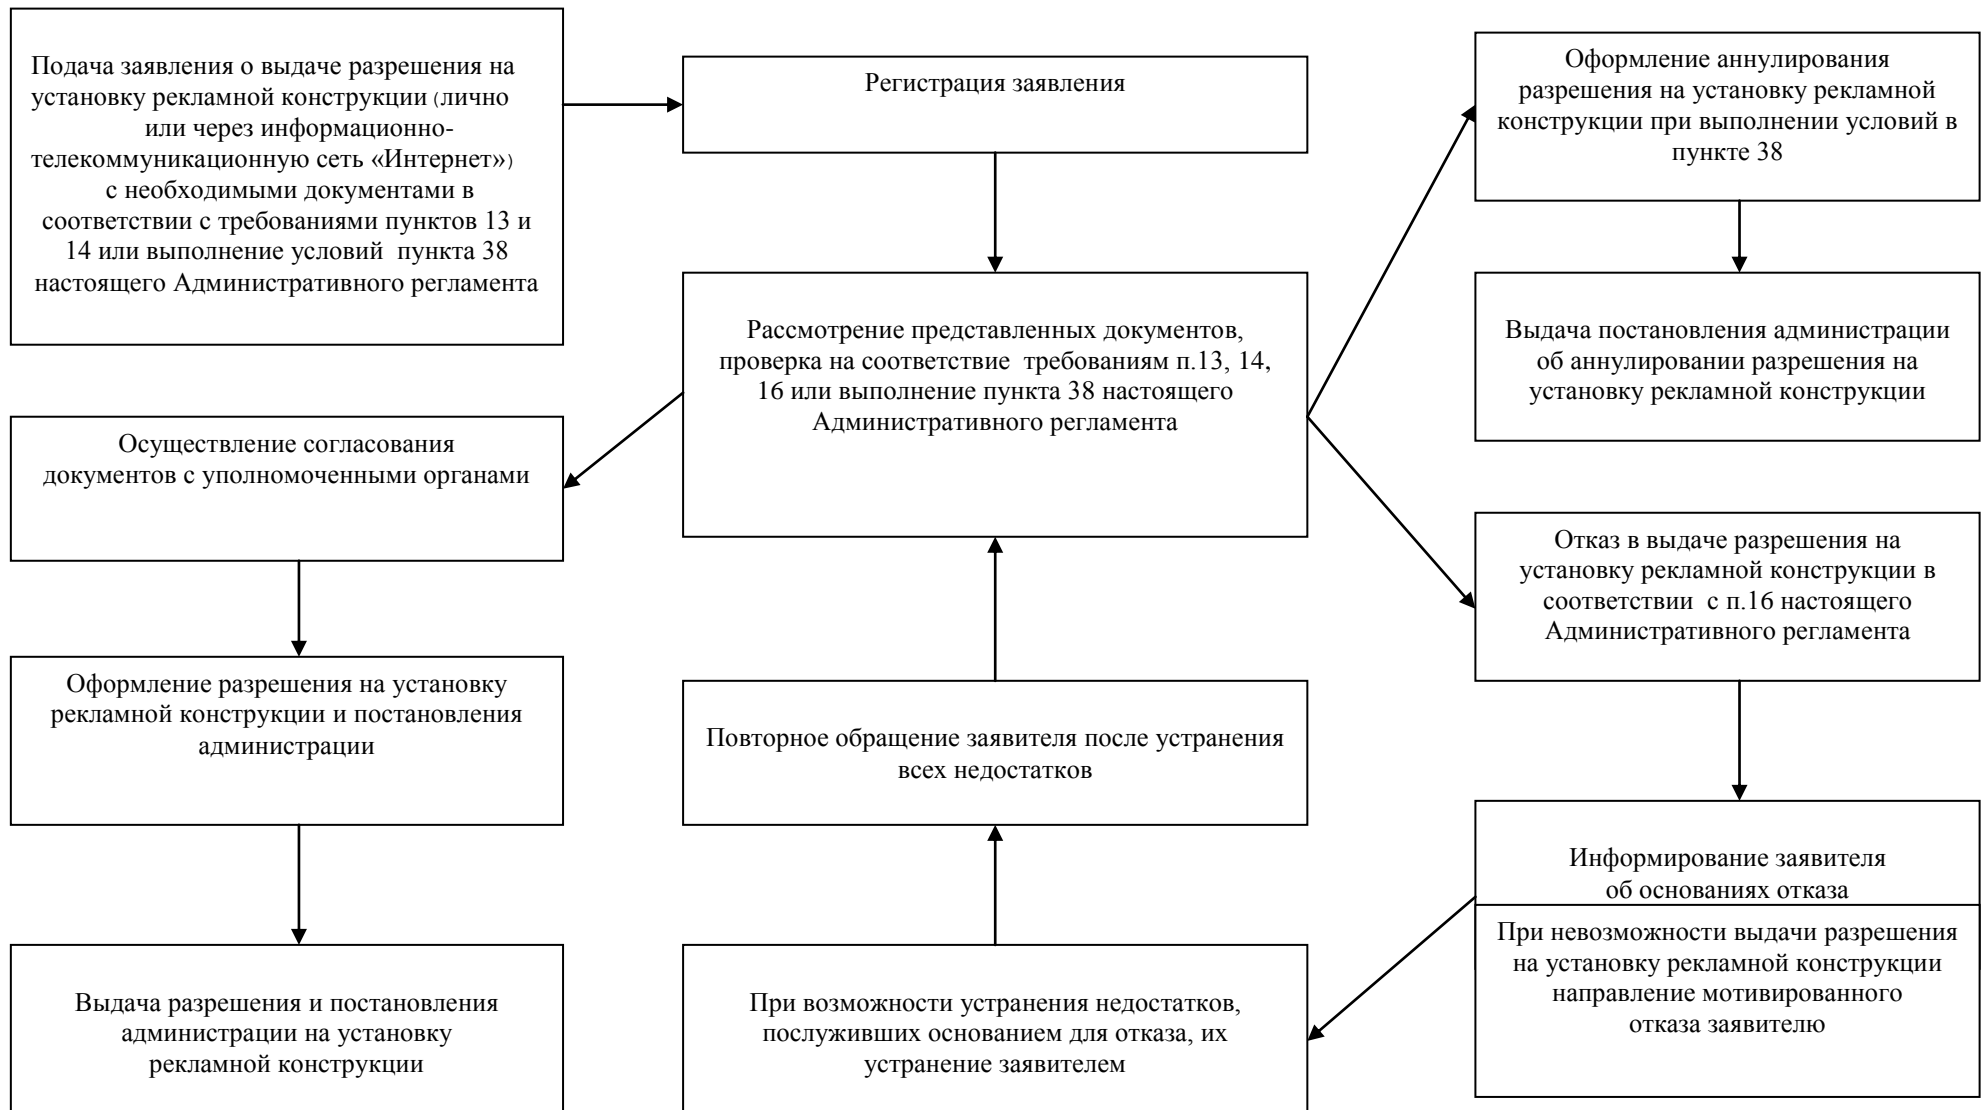 Подача заявления о выдаче разрешения на
установку рекламной конструкции (лично
или через информационно-
телекоммуникационную сеть «Интернет»)
с необходимыми документами в
соответствии с требованиями пунктов 13 и
14 или выполнение условий  пункта 38
настоящего Административного регламента
Регистрация заявления
Оформление аннулирования
разрешения на установку рекламной
конструкции при выполнении условий в
пункте 38
Рассмотрение представленных документов,
проверка на соответствие  требованиям п.13, 14,
16 или выполнение пункта 38 настоящего
Административного регламента
Выдача постановления администрации
об аннулировании разрешения на
установку рекламной конструкции
Осуществление согласования
документов с уполномоченными органами
Отказ в выдаче разрешения на
установку рекламной конструкции в
соответствии  с п.16 настоящего
Административного регламента
Оформление разрешения на установку
рекламной конструкции и постановления
администрации
Повторное обращение заявителя после устранения
всех недостатков
Информирование заявителя
об основаниях отказа
Выдача разрешения и постановления
администрации на установку
рекламной конструкции
При возможности устранения недостатков,
послуживших основанием для отказа, их
устранение заявителем
При невозможности выдачи разрешения
на установку рекламной конструкции
направление мотивированного
отказа заявителю